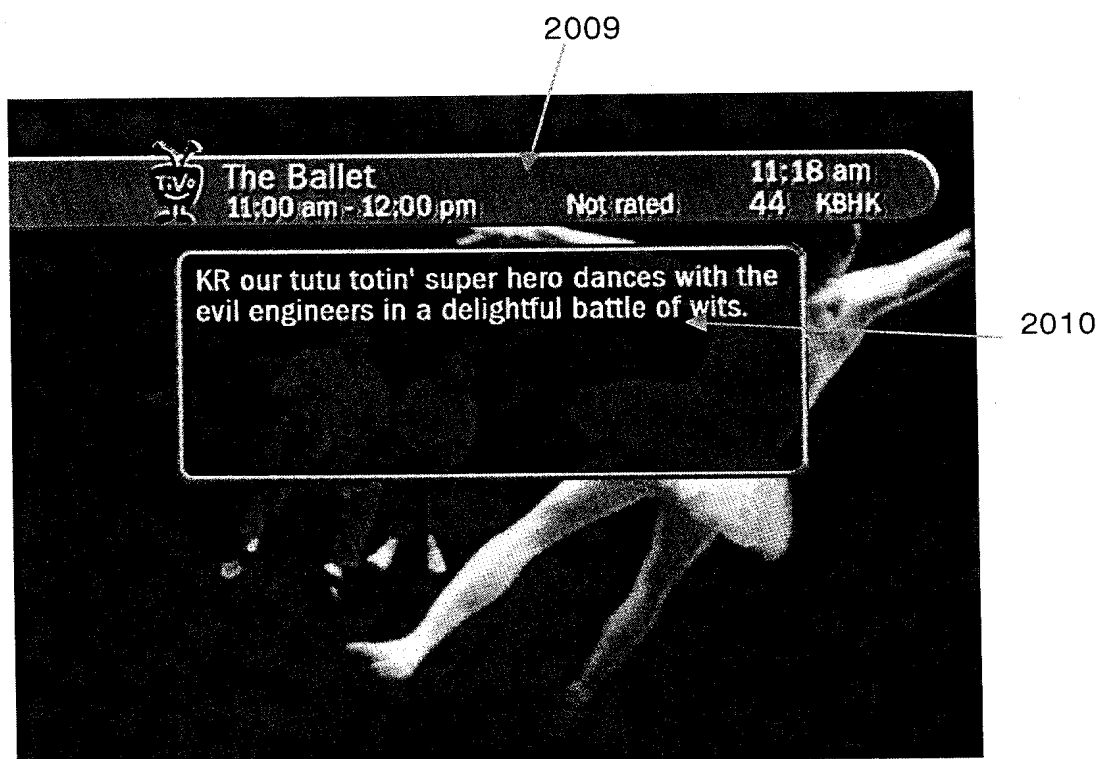 2009
TiVo
The Ballet
11:18 am
11:00 am - 12:00 pm Not rated 44 KBHK
KR our tutu totin' super hero dances with the
evil engineers in a delightful battle of wits.
2010